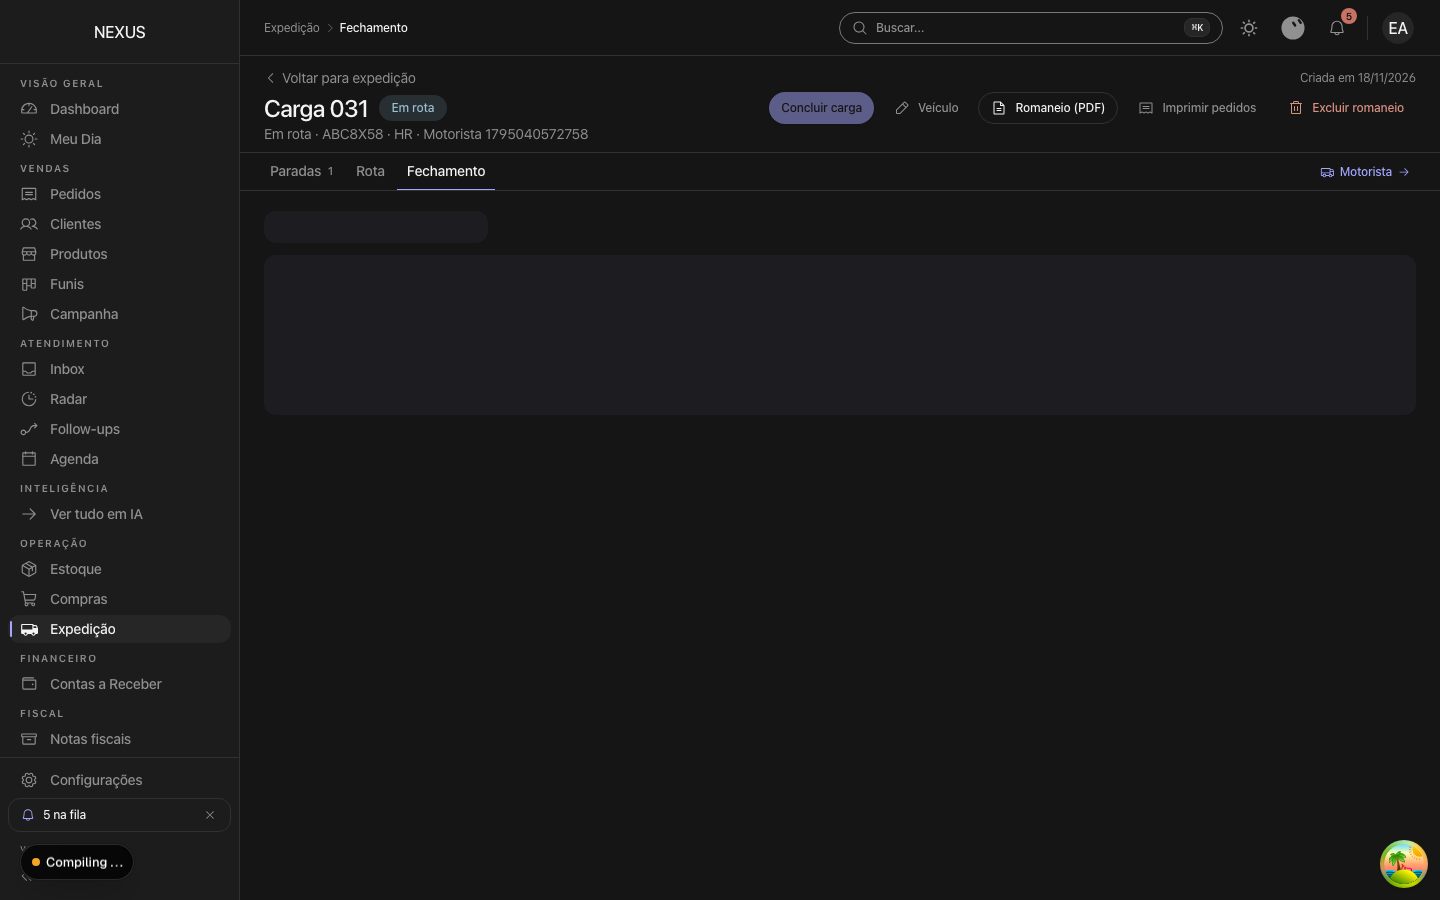 NEXUS
VISÃO GERAL
Dashboard
Meu Dia
VENDAS
Pedidos
Clientes
Produtos
Funis
Campanha
ATENDIMENTO
Inbox
Radar
Follow-ups
Agenda
INTELIGÊNCIA
Ver tudo em IA
OPERAÇÃO
Estoque
Compras
Expedição
FINANCEIRO
Contas a Receber
FISCAL
Notas fiscais
Configurações
5 na fila
Compiling ...
Expedição > Fechamento
Buscar... ⌘K
5
EA
Voltar para expedição
Criada em 18/11/2026
Carga 031 Em rota
Concluir carga Veículo Romaneio (PDF) Imprimir pedidos Excluir romaneio
Em rota · ABC8X58 · HR · Motorista 1795040572758
Paradas 1 Rota Fechamento
Motorista →